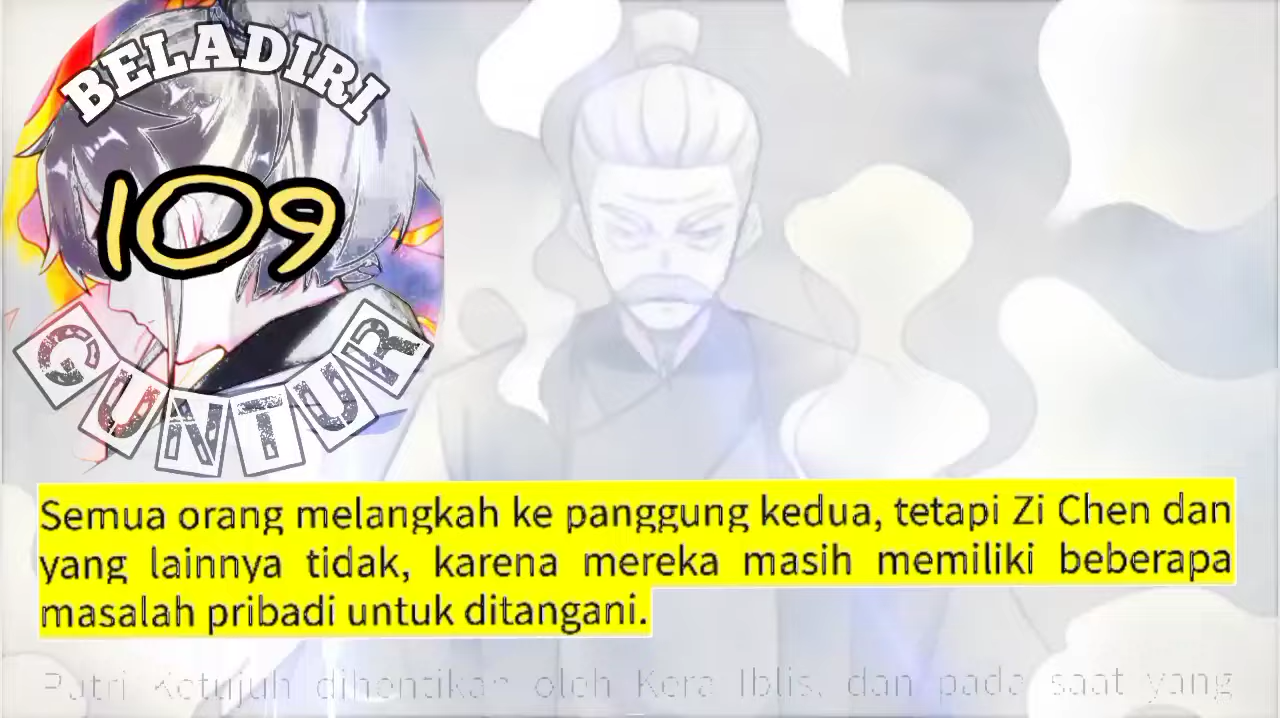 BELADIRI
109
GUNTUR
Semua orang melangkah ke panggung kedua, tetapi Zi Chen dan
yang lainnya tidak, karena mereka masih memiliki beberapa
masalah pribadi untuk ditangani.
Putri Ketujuh dihentikan oleh Kera Iblis, dan pada saat yang